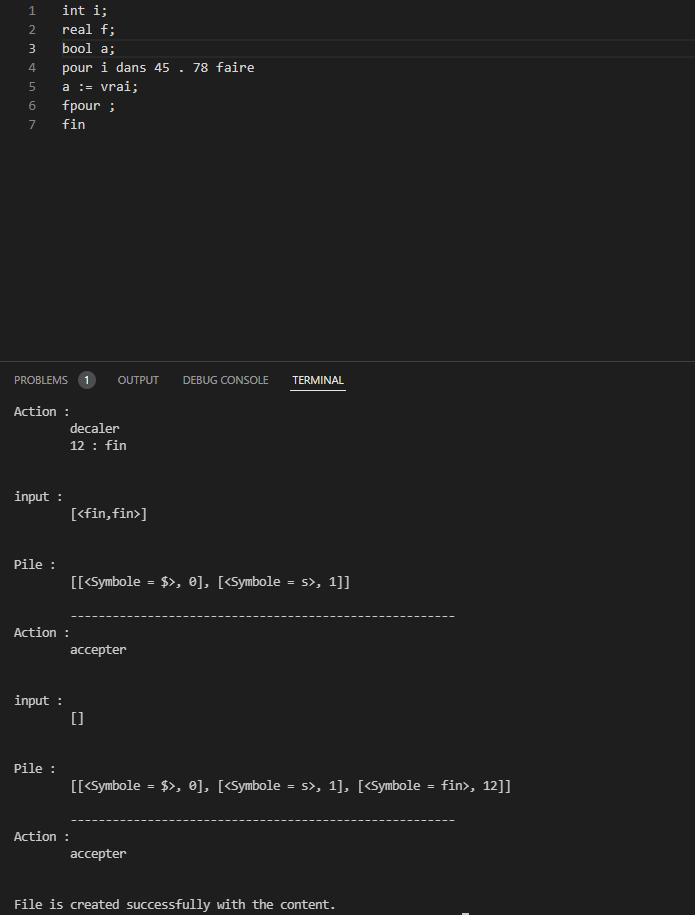 1 int i;
2 real f;
3 bool a;
4 pour i dans 45 . 78 faire
5 a := vrai;
6 fpour ;
7 fin
PROBLEMS 1 OUTPUT DEBUG CONSOLE TERMINAL
Action :
decaler
12 : fin
input :
[<fin,fin>]
Pile :
[[<Symbole = $>, 0], [<Symbole = s>, 1]]
-------------------------------------------------------
Action :
accepter
input :
[]
Pile :
[[<Symbole = $>, 0], [<Symbole = s>, 1], [<Symbole = fin>, 12]]
-------------------------------------------------------
Action :
accepter
File is created successfully with the content.